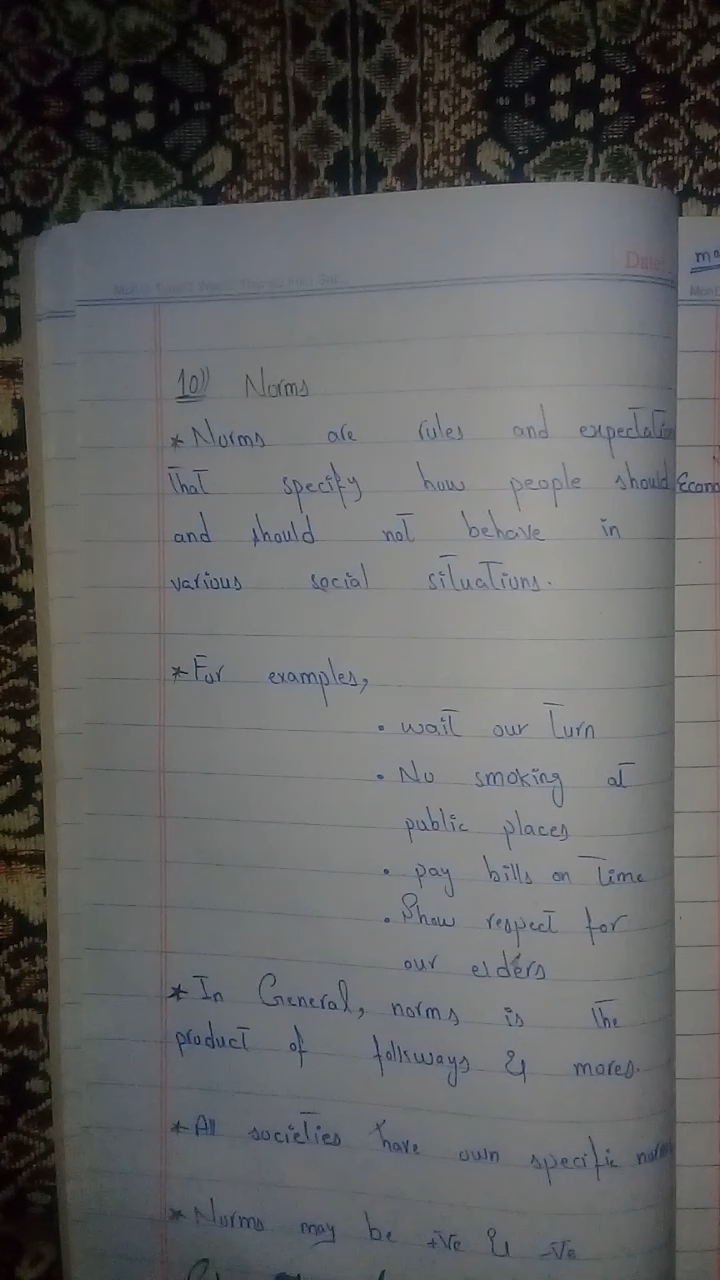 Date:
10)) Norms
* Norms are rules and expectation
that specify how people should
and should not behave in
various social situations.
* For examples,
• wait our turn
• No smoking at
public places
• pay bills on Time
• Show respect for
our elders
* In General, norms is the
product of folkways & mores.
* All societies have own specific norms
* Norms may be +ve & -ve